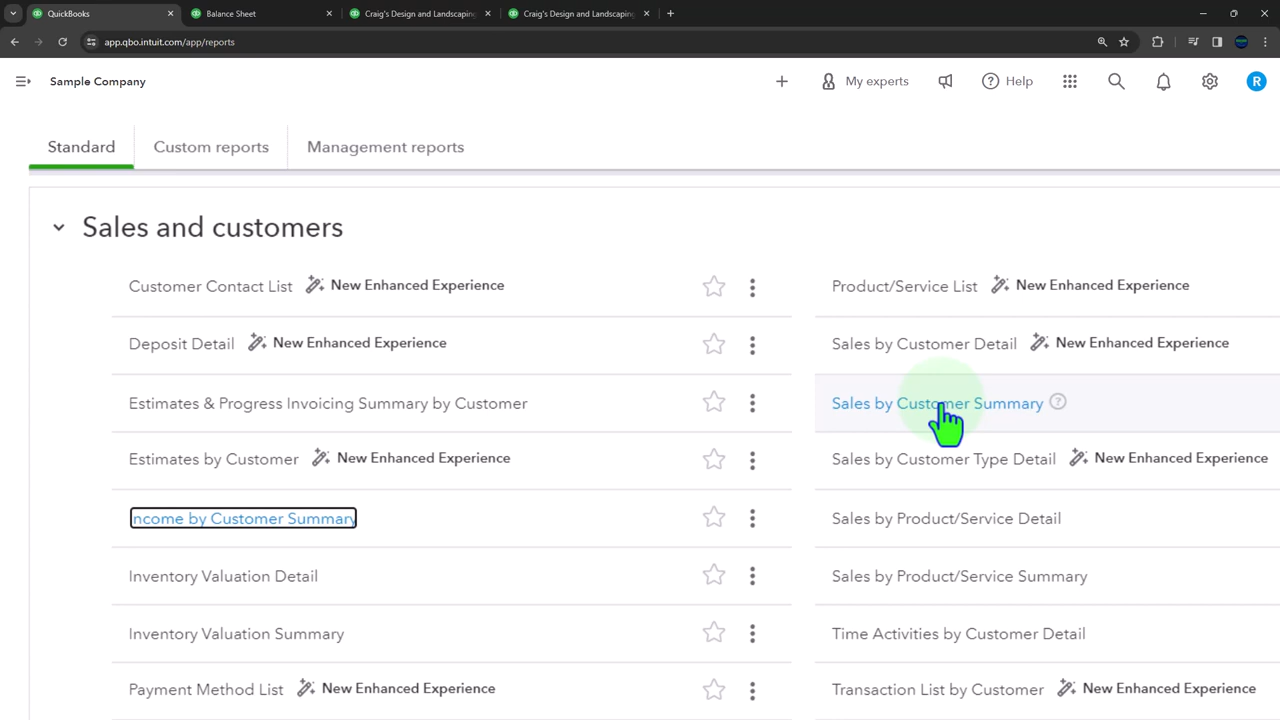 QuickBooks
Balance Sheet
Craig's Design and Landscaping
Craig's Design and Landscaping
app.qbo.intuit.com/app/reports
Sample Company
My experts
Help
R
Standard
Custom reports
Management reports
Sales and customers
Customer Contact List New Enhanced Experience
Product/Service List New Enhanced Experience
Deposit Detail New Enhanced Experience
Sales by Customer Detail New Enhanced Experience
Estimates & Progress Invoicing Summary by Customer
Sales by Customer Summary
Estimates by Customer New Enhanced Experience
Sales by Customer Type Detail New Enhanced Experience
Income by Customer Summary
Sales by Product/Service Detail
Inventory Valuation Detail
Sales by Product/Service Summary
Inventory Valuation Summary
Time Activities by Customer Detail
Payment Method List New Enhanced Experience
Transaction List by Customer New Enhanced Experience